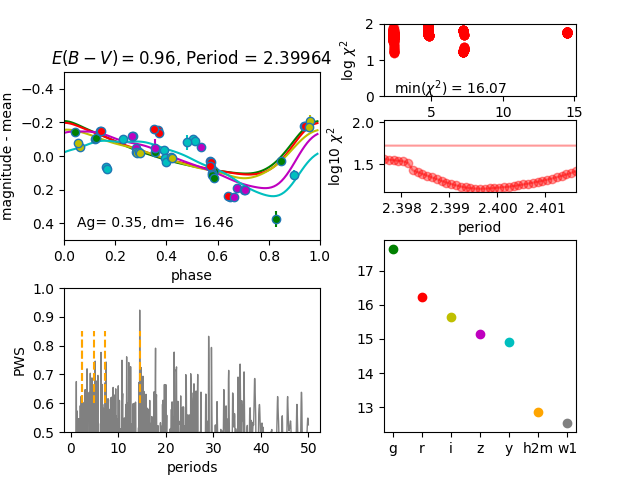 E(B − V) = 0.96, Period = 2.39964
magnitude - mean
−0.4
−0.2
0.0
0.2
0.4
Ag= 0.35, dm=  16.46
0.0 0.2 0.4 0.6 0.8 1.0
phase
log χ²
2
1
0
min(χ²) = 16.07
5 10 15
log10 χ²
2.0
1.5
2.398 2.399 2.400 2.401
period
PWS
1.0
0.9
0.8
0.7
0.6
0.5
0 10 20 30 40 50
periods
17
16
15
14
13
g r i z y h2m w1